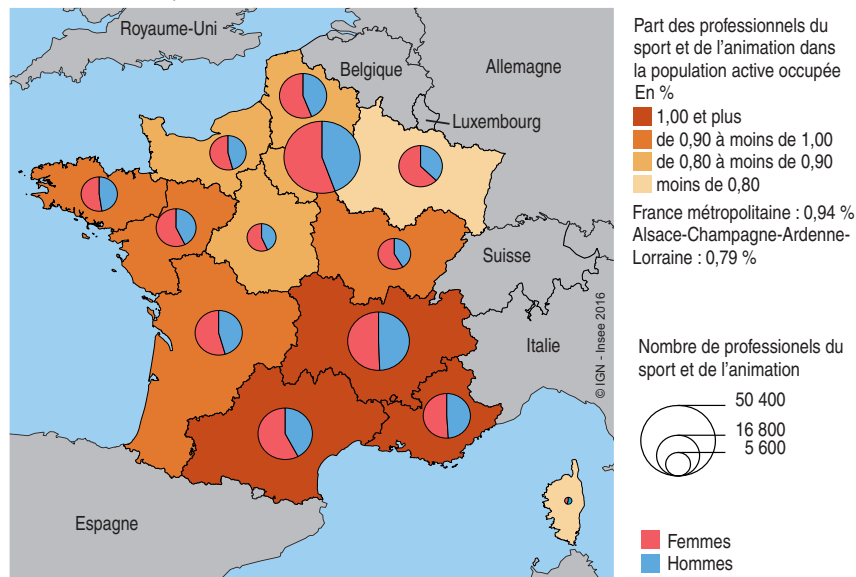 Royaume-Uni
Belgique
Allemagne
Luxembourg
Suisse
Italie
Espagne
© IGN - Insee 2016
Part des professionnels du
sport et de l'animation dans
la population active occupée
En %
1,00 et plus
de 0,90 à moins de 1,00
de 0,80 à moins de 0,90
moins de 0,80
France métropolitaine : 0,94 %
Alsace-Champagne-Ardenne-
Lorraine : 0,79 %
Nombre de professionels du
sport et de l'animation
50 400
16 800
5 600
Femmes
Hommes